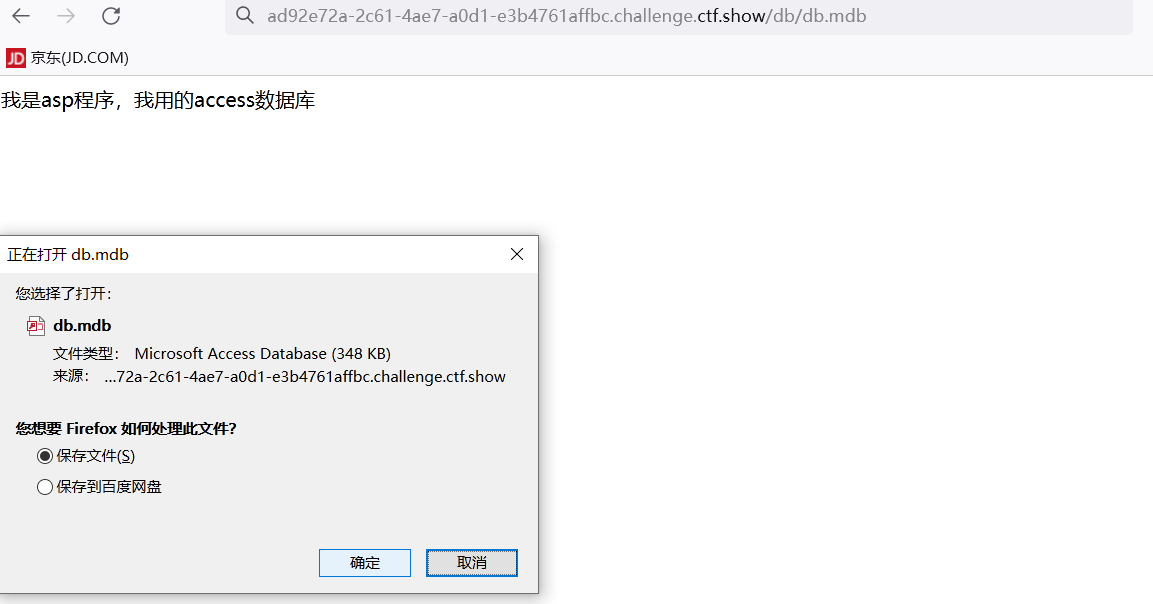 ad92e72a-2c61-4ae7-a0d1-e3b4761affbc.challenge.ctf.show/db/db.mdb
JD 京东(JD.COM)
我是asp程序，我用的access数据库
正在打开 db.mdb
您选择了打开：
db.mdb
文件类型： Microsoft Access Database (348 KB)
来源： ...72a-2c61-4ae7-a0d1-e3b4761affbc.challenge.ctf.show
您想要 Firefox 如何处理此文件？
保存文件(S)
保存到百度网盘
确定 取消